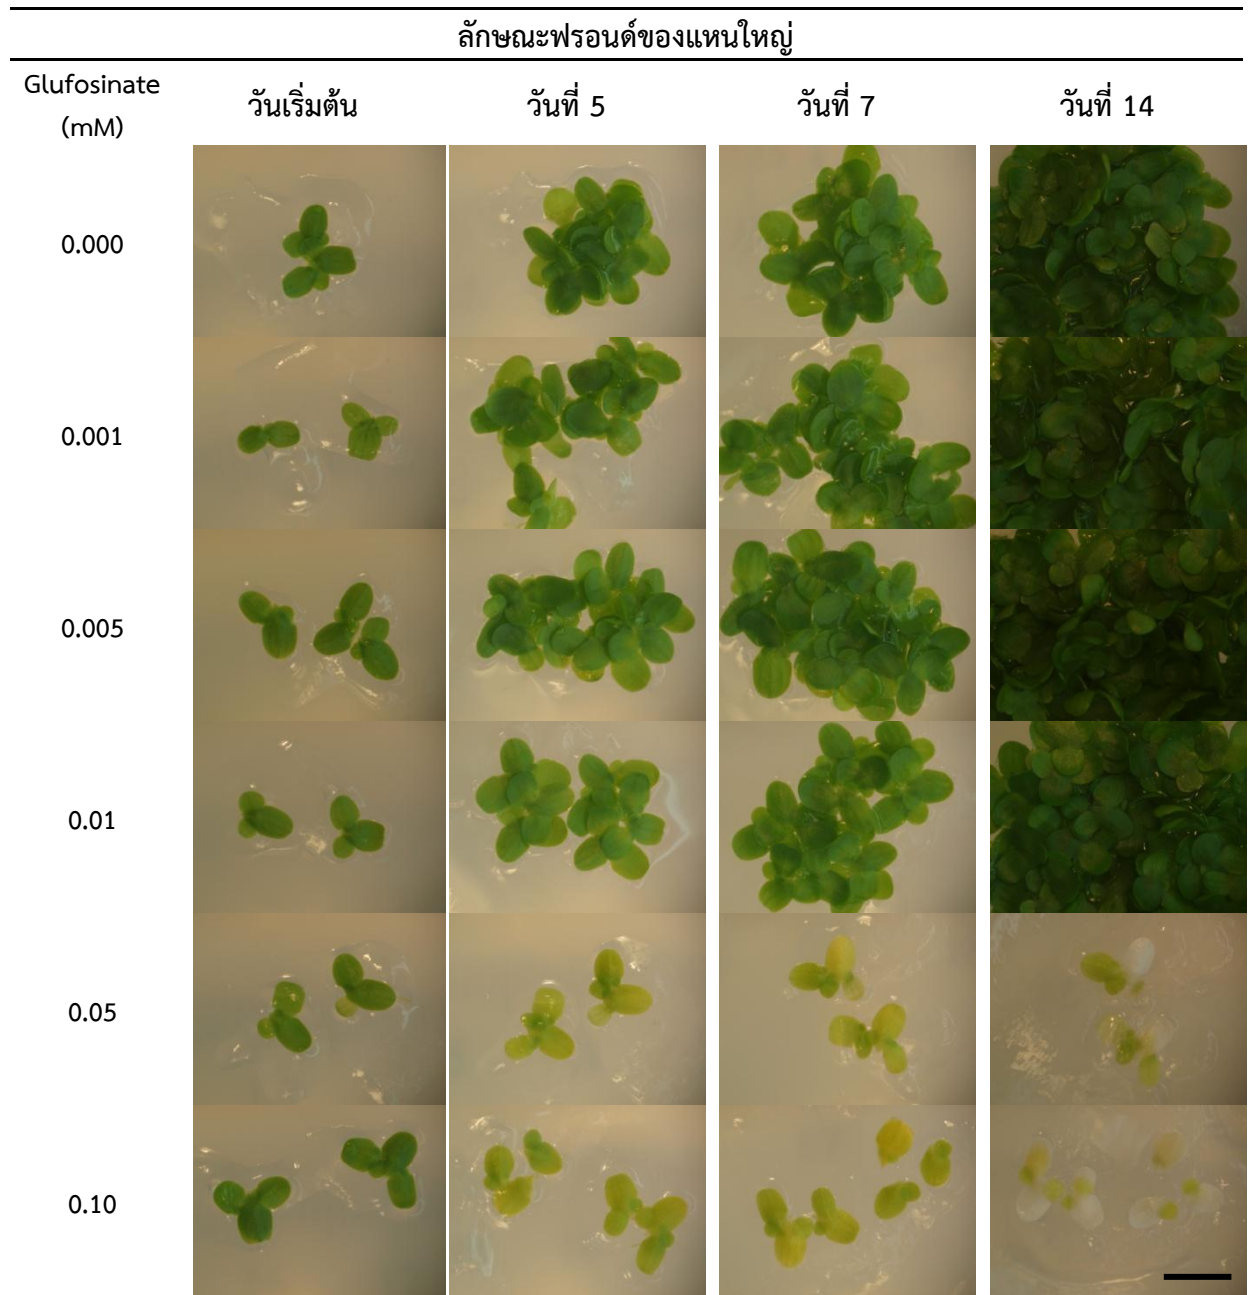 ลักษณะฟรอนด์ของแหนใหญ่
Glufosinate
(mM)
วันเริ่มต้น
วันที่ 5
วันที่ 7
วันที่ 14
0.000
0.001
0.005
0.01
0.05
0.10